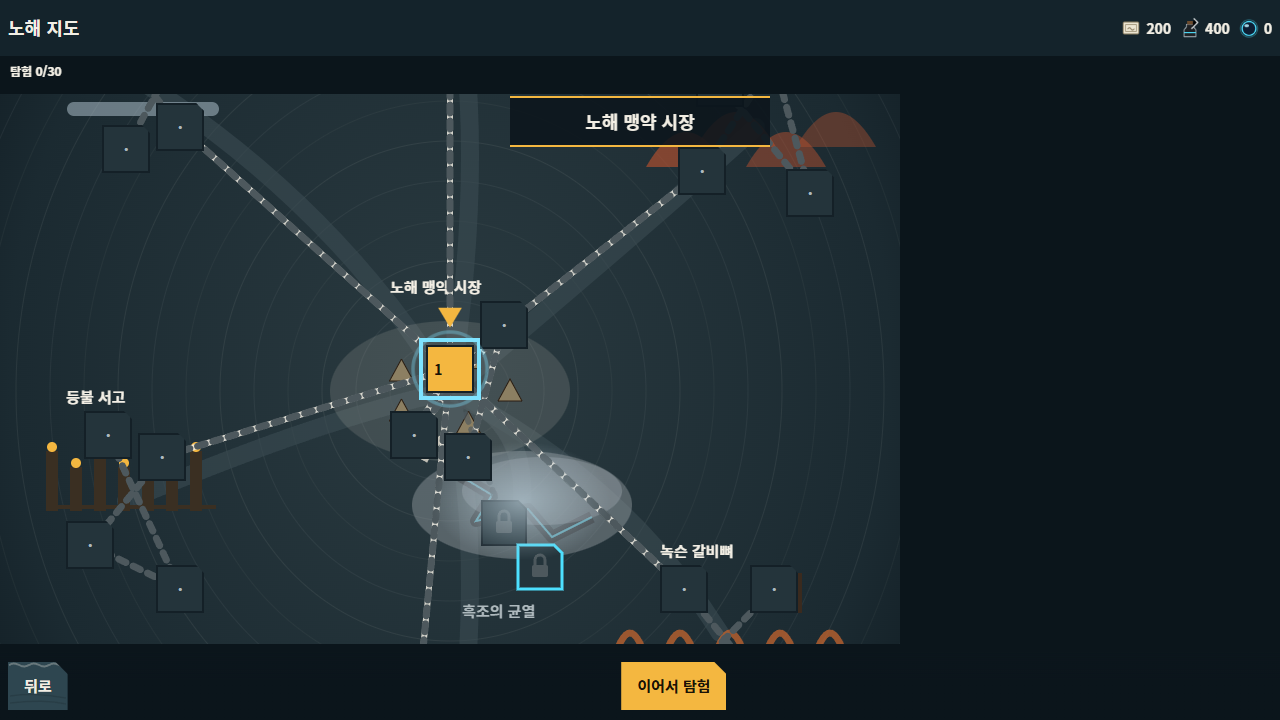 노해 지도
200
400
0
탐험 0/30
노해 맹약 시장
노해 맹약 시장
1
등불 서고
녹슨 갈비뼈
흑조의 균열
뒤로
이어서 탐험